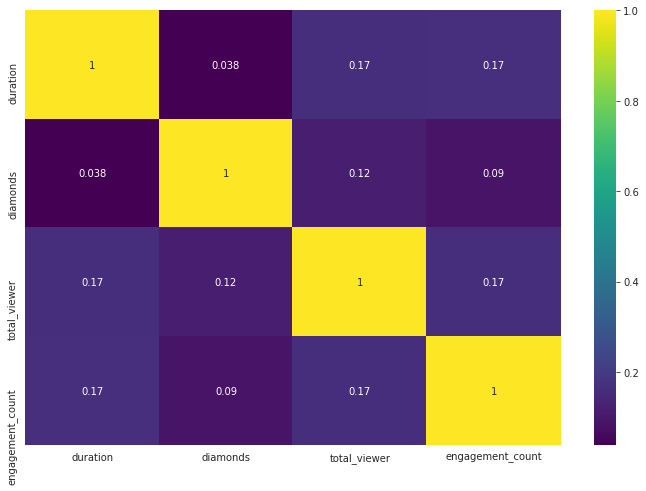 duration 1 0.038 0.17 0.17
diamonds 0.038 1 0.12 0.09
total_viewer 0.17 0.12 1 0.17
engagement_count 0.17 0.09 0.17 1
duration diamonds total_viewer engagement_count
1.0
0.8
0.6
0.4
0.2